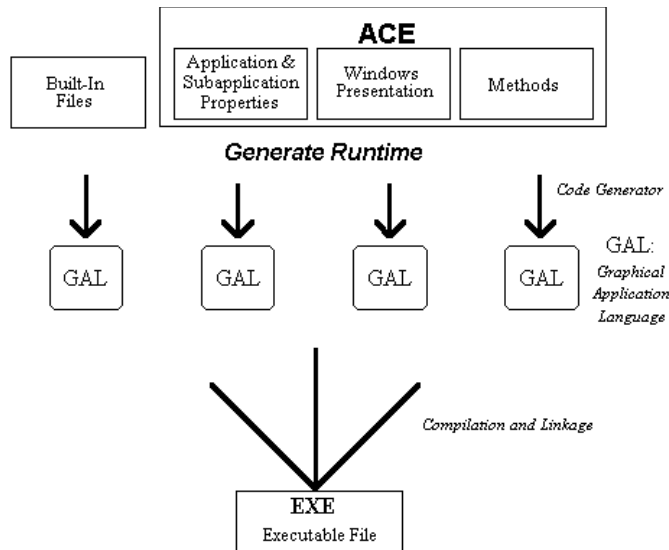 ACE
Built-In
Files
Application &
Subapplication
Properties
Windows
Presentation
Methods
Generate Runtime
Code Generator
GAL
GAL
GAL
GAL
GAL:
Graphical
Application
Language
Compilation and Linkage
EXE
Executable File